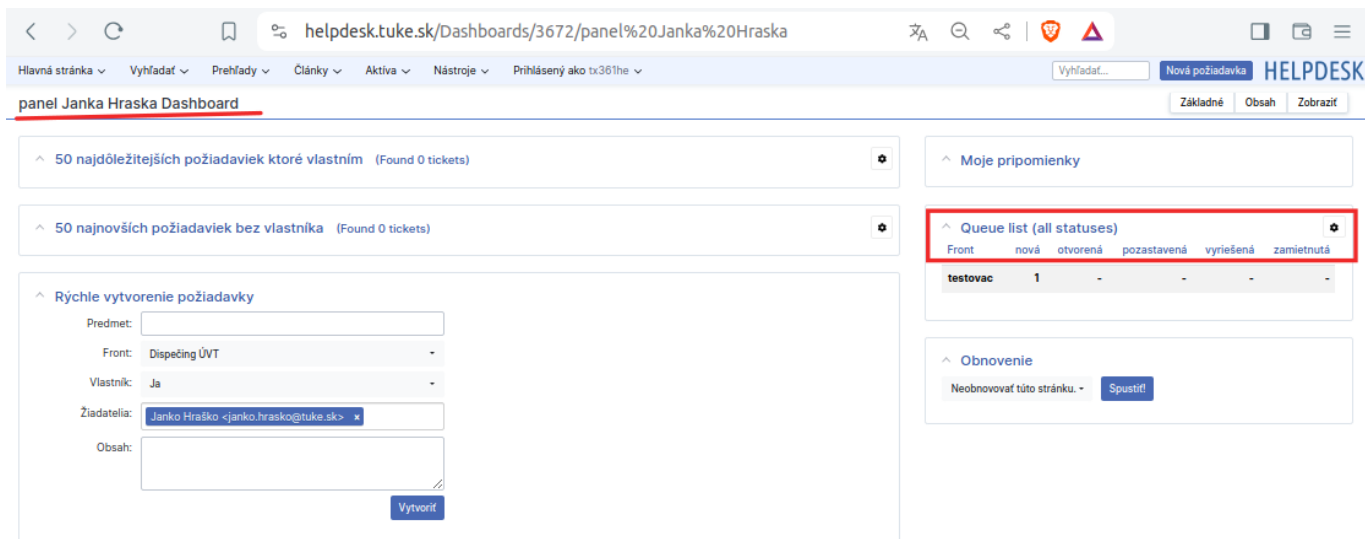 helpdesk.tuke.sk/Dashboards/3672/panel%20Janka%20Hraska
Hlavná stránka Vyhľadať Prehľady Články Aktíva Nástroje Prihlásený ako tx361he Vyhľadať... Nová požiadavka HELPDESK
panel Janka Hraska Dashboard Základné Obsah Zobraziť
50 najdôležitejších požiadaviek ktoré vlastním (Found 0 tickets)
50 najnovších požiadaviek bez vlastníka (Found 0 tickets)
Rýchle vytvorenie požiadavky
Predmet:
Front: Dispečing ÚVT
Vlastník: Ja
Žiadatelia: Janko Hraško <janko.hrasko@tuke.sk> ×
Obsah:
Vytvoriť
Moje pripomienky
Queue list (all statuses)
Front nová otvorená pozastavená vyriešená zamietnutá
testovac 1 - - - -
Obnovenie
Neobnovovať túto stránku. Spustiť!